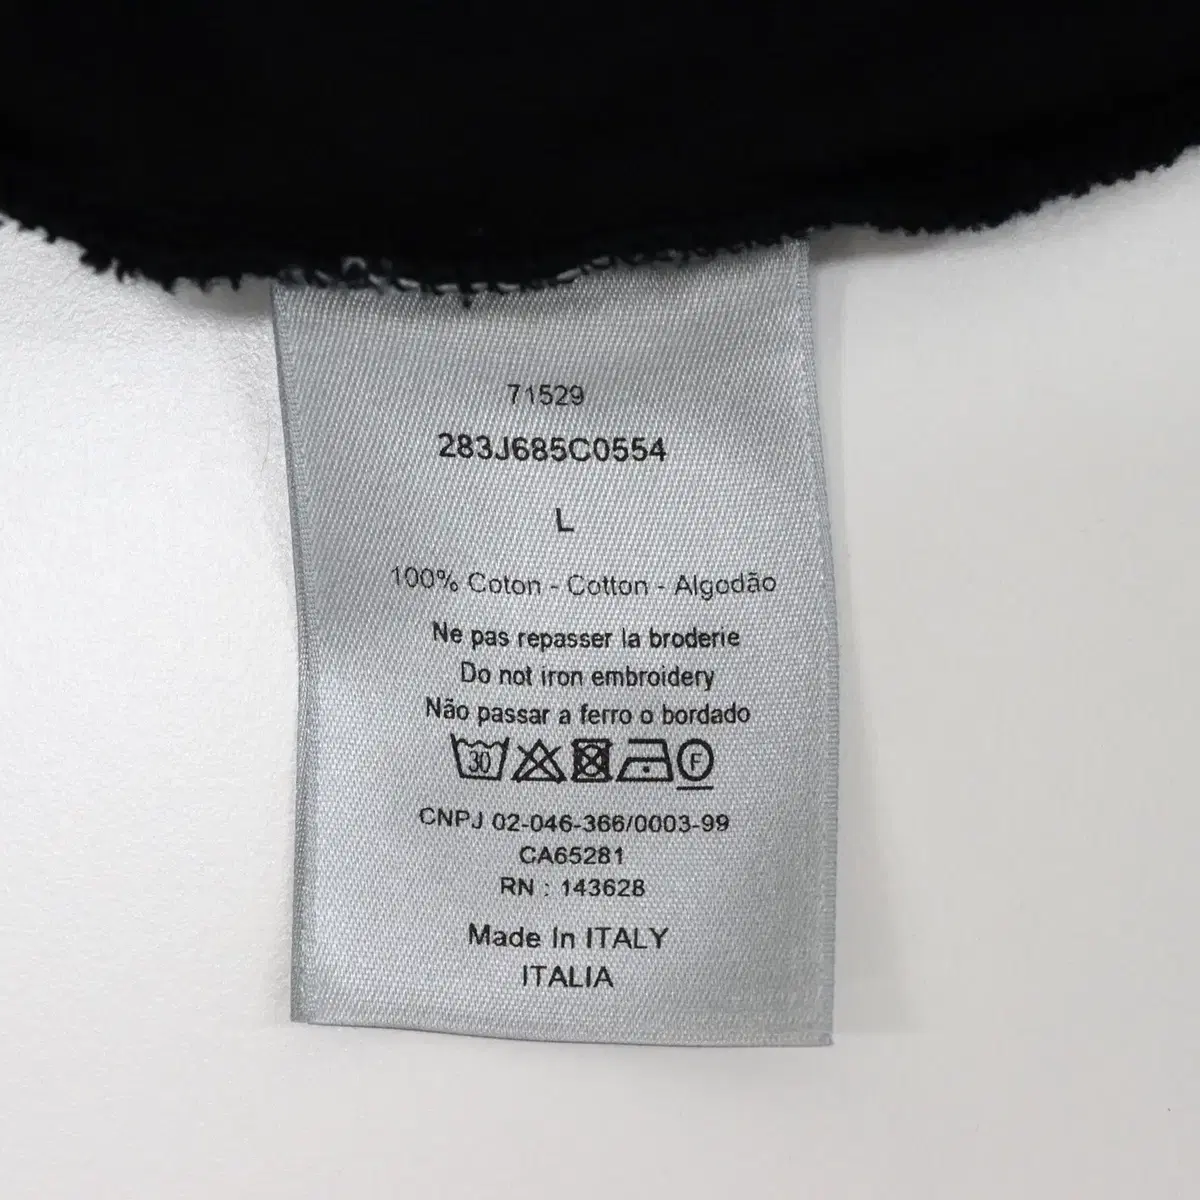 71529
283J685C0554
L
100% Coton - Cotton - Algodão
Ne pas repasser la broderie
Do not iron embroidery
Não passar a ferro o bordado
30 F
CNPJ 02-046-366/0003-99
CA65281
RN : 143628
Made In ITALY
ITALIA